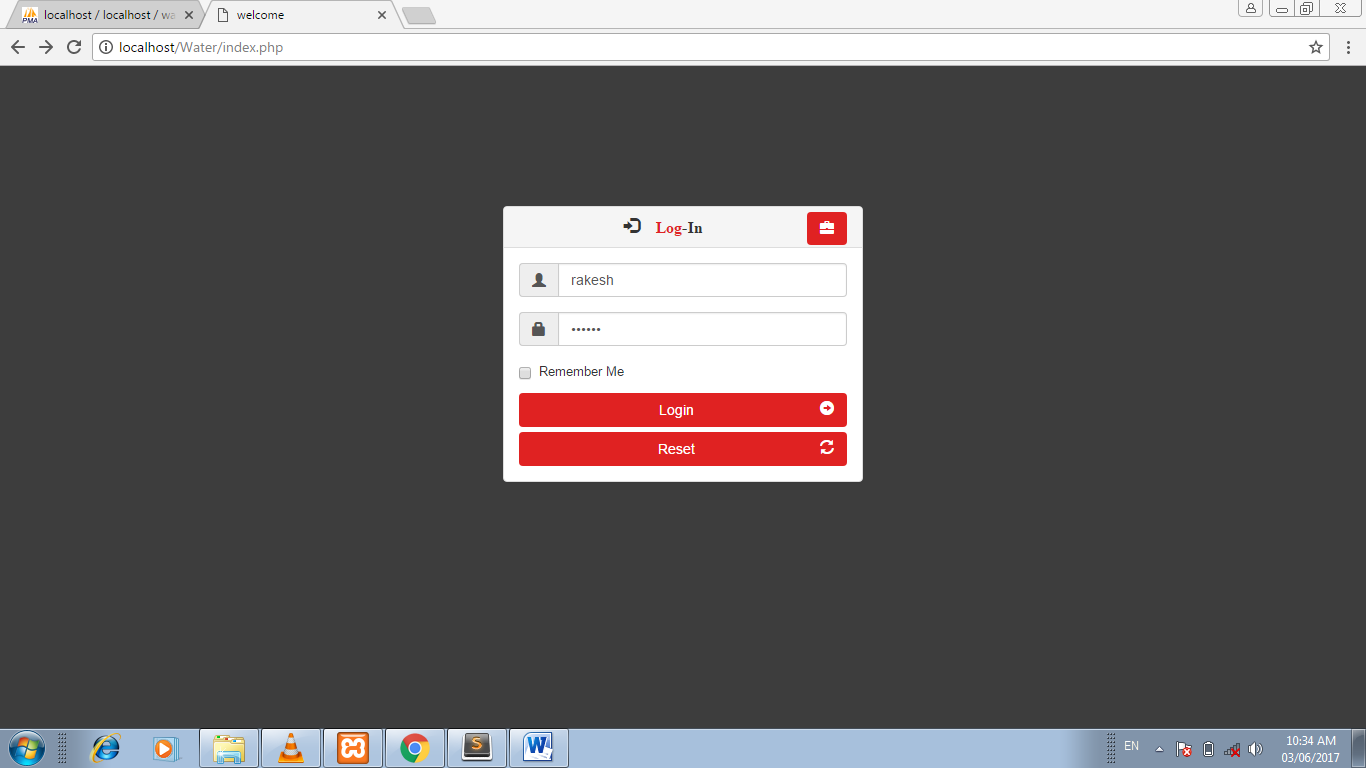 PMA localhost / localhost / wa
welcome
localhost/Water/index.php
Log-In
rakesh
••••••
Remember Me
Login
Reset
S
W
EN
10:34 AM
03/06/2017